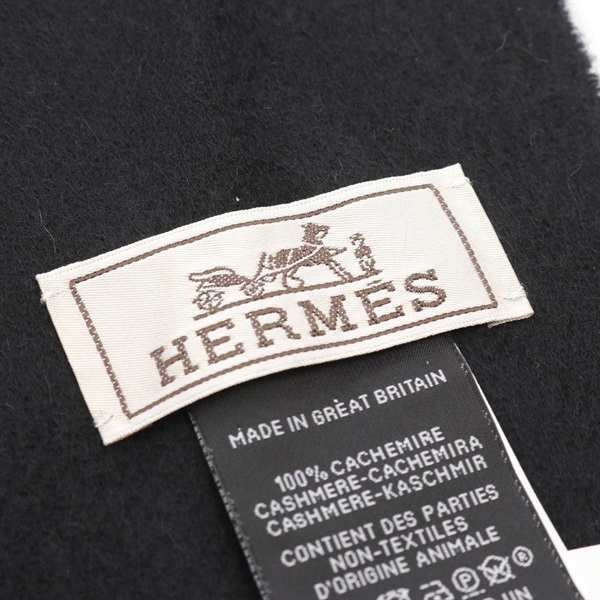 HERMÈS
MADE IN GREAT BRITAIN
100% CACHEMIRE
CASHMERE-CACHEMIRA
CASHMERE-KASCHMIR
CONTIENT DES PARTIES
NON-TEXTILES
D'ORIGINE ANIMALE